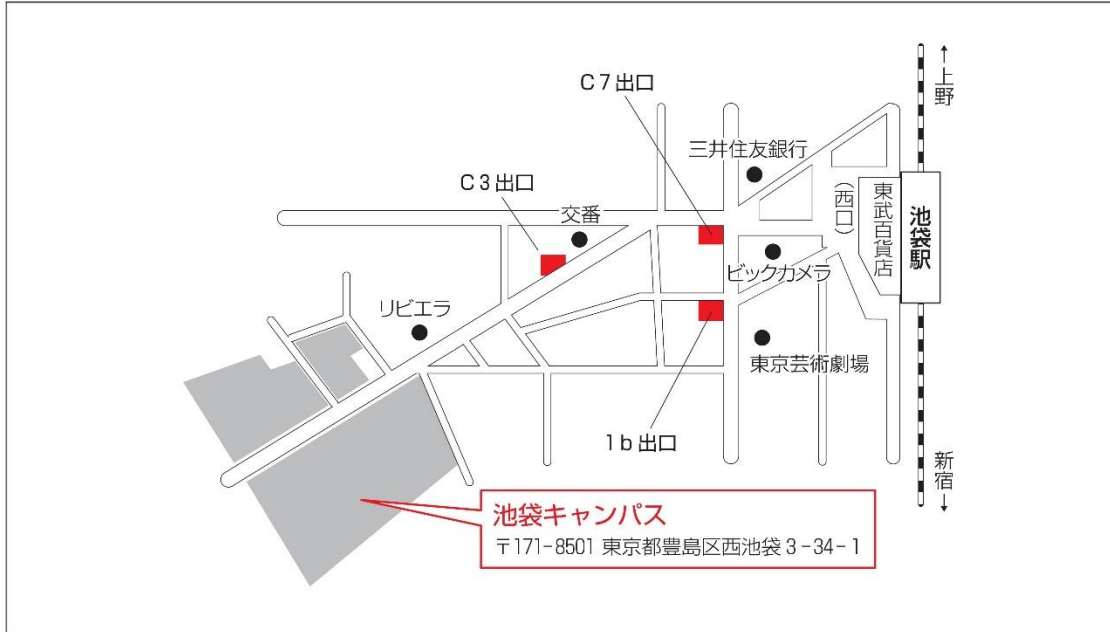 ↑上野
C7出口
三井住友銀行
C3出口
交番
(西口)
東武百貨店
池袋駅
ビックカメラ
リビエラ
東京芸術劇場
1b出口
新宿↓
池袋キャンパス
〒171-8501 東京都豊島区西池袋3-34-1